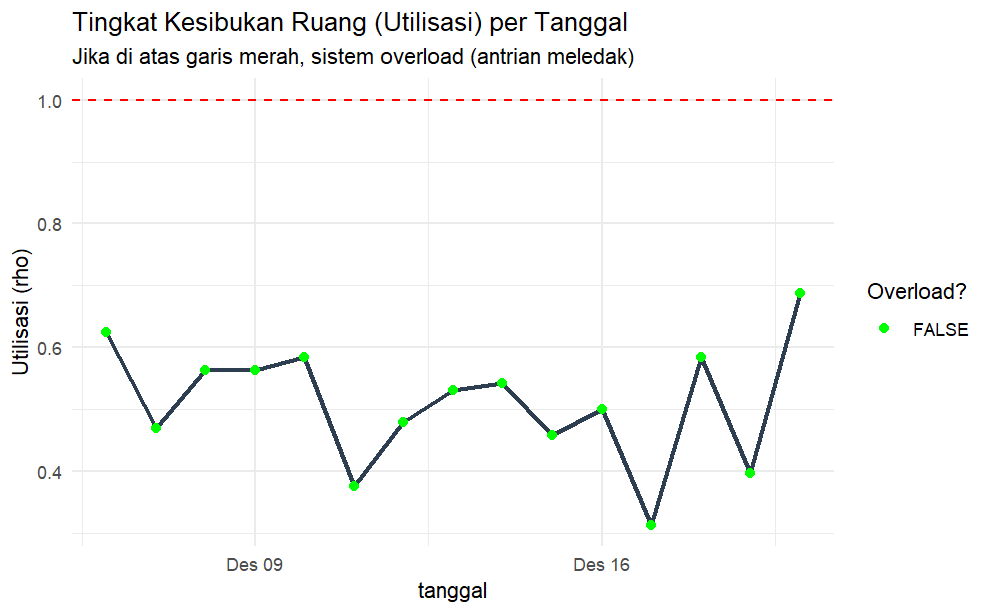 Tingkat Kesibukan Ruang (Utilisasi) per Tanggal
Jika di atas garis merah, sistem overload (antrian meledak)
1.0
0.8
0.6
0.4
Utilisasi (rho)
Des 09
Des 16
tanggal
Overload?
FALSE